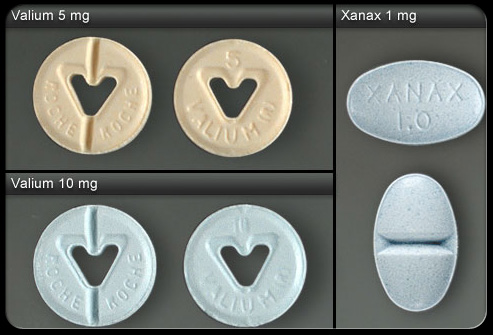 Valium 5 mg
ROCHE ROCHE
5
VALIUM (R)
Valium 10 mg
ROCHE ROCHE
10
VALIUM (R)
Xanax 1 mg
XANAX
1.0